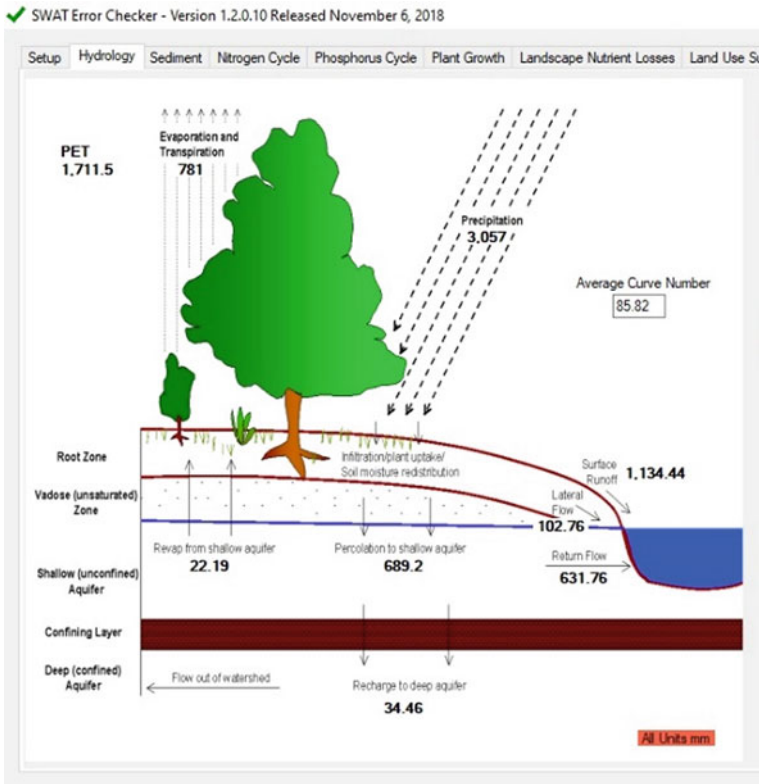 SWAT Error Checker - Version 1.2.0.10 Released November 6, 2018
Setup Hydrology Sediment Nitrogen Cycle Phosphorus Cycle Plant Growth Landscape Nutrient Losses Land Use Su
PET
1,711.5
Evaporation and
Transpiration
781
Precipitation
3,057
Average Curve Number
85.82
Root Zone
Infiltration/plant uptake/
Soil moisture redistribution
Surface
Runoff
1,134.44
Vadose (unsaturated)
Zone
Lateral
Flow
102.76
Revap from shallow aquifer
22.19
Percolation to shallow aquifer
689.2
Return Flow
631.76
Shallow (unconfined)
Aquifer
Confining Layer
Deep (confined)
Aquifer
Flow out of watershed
Recharge to deep aquifer
34.46
All Units mm